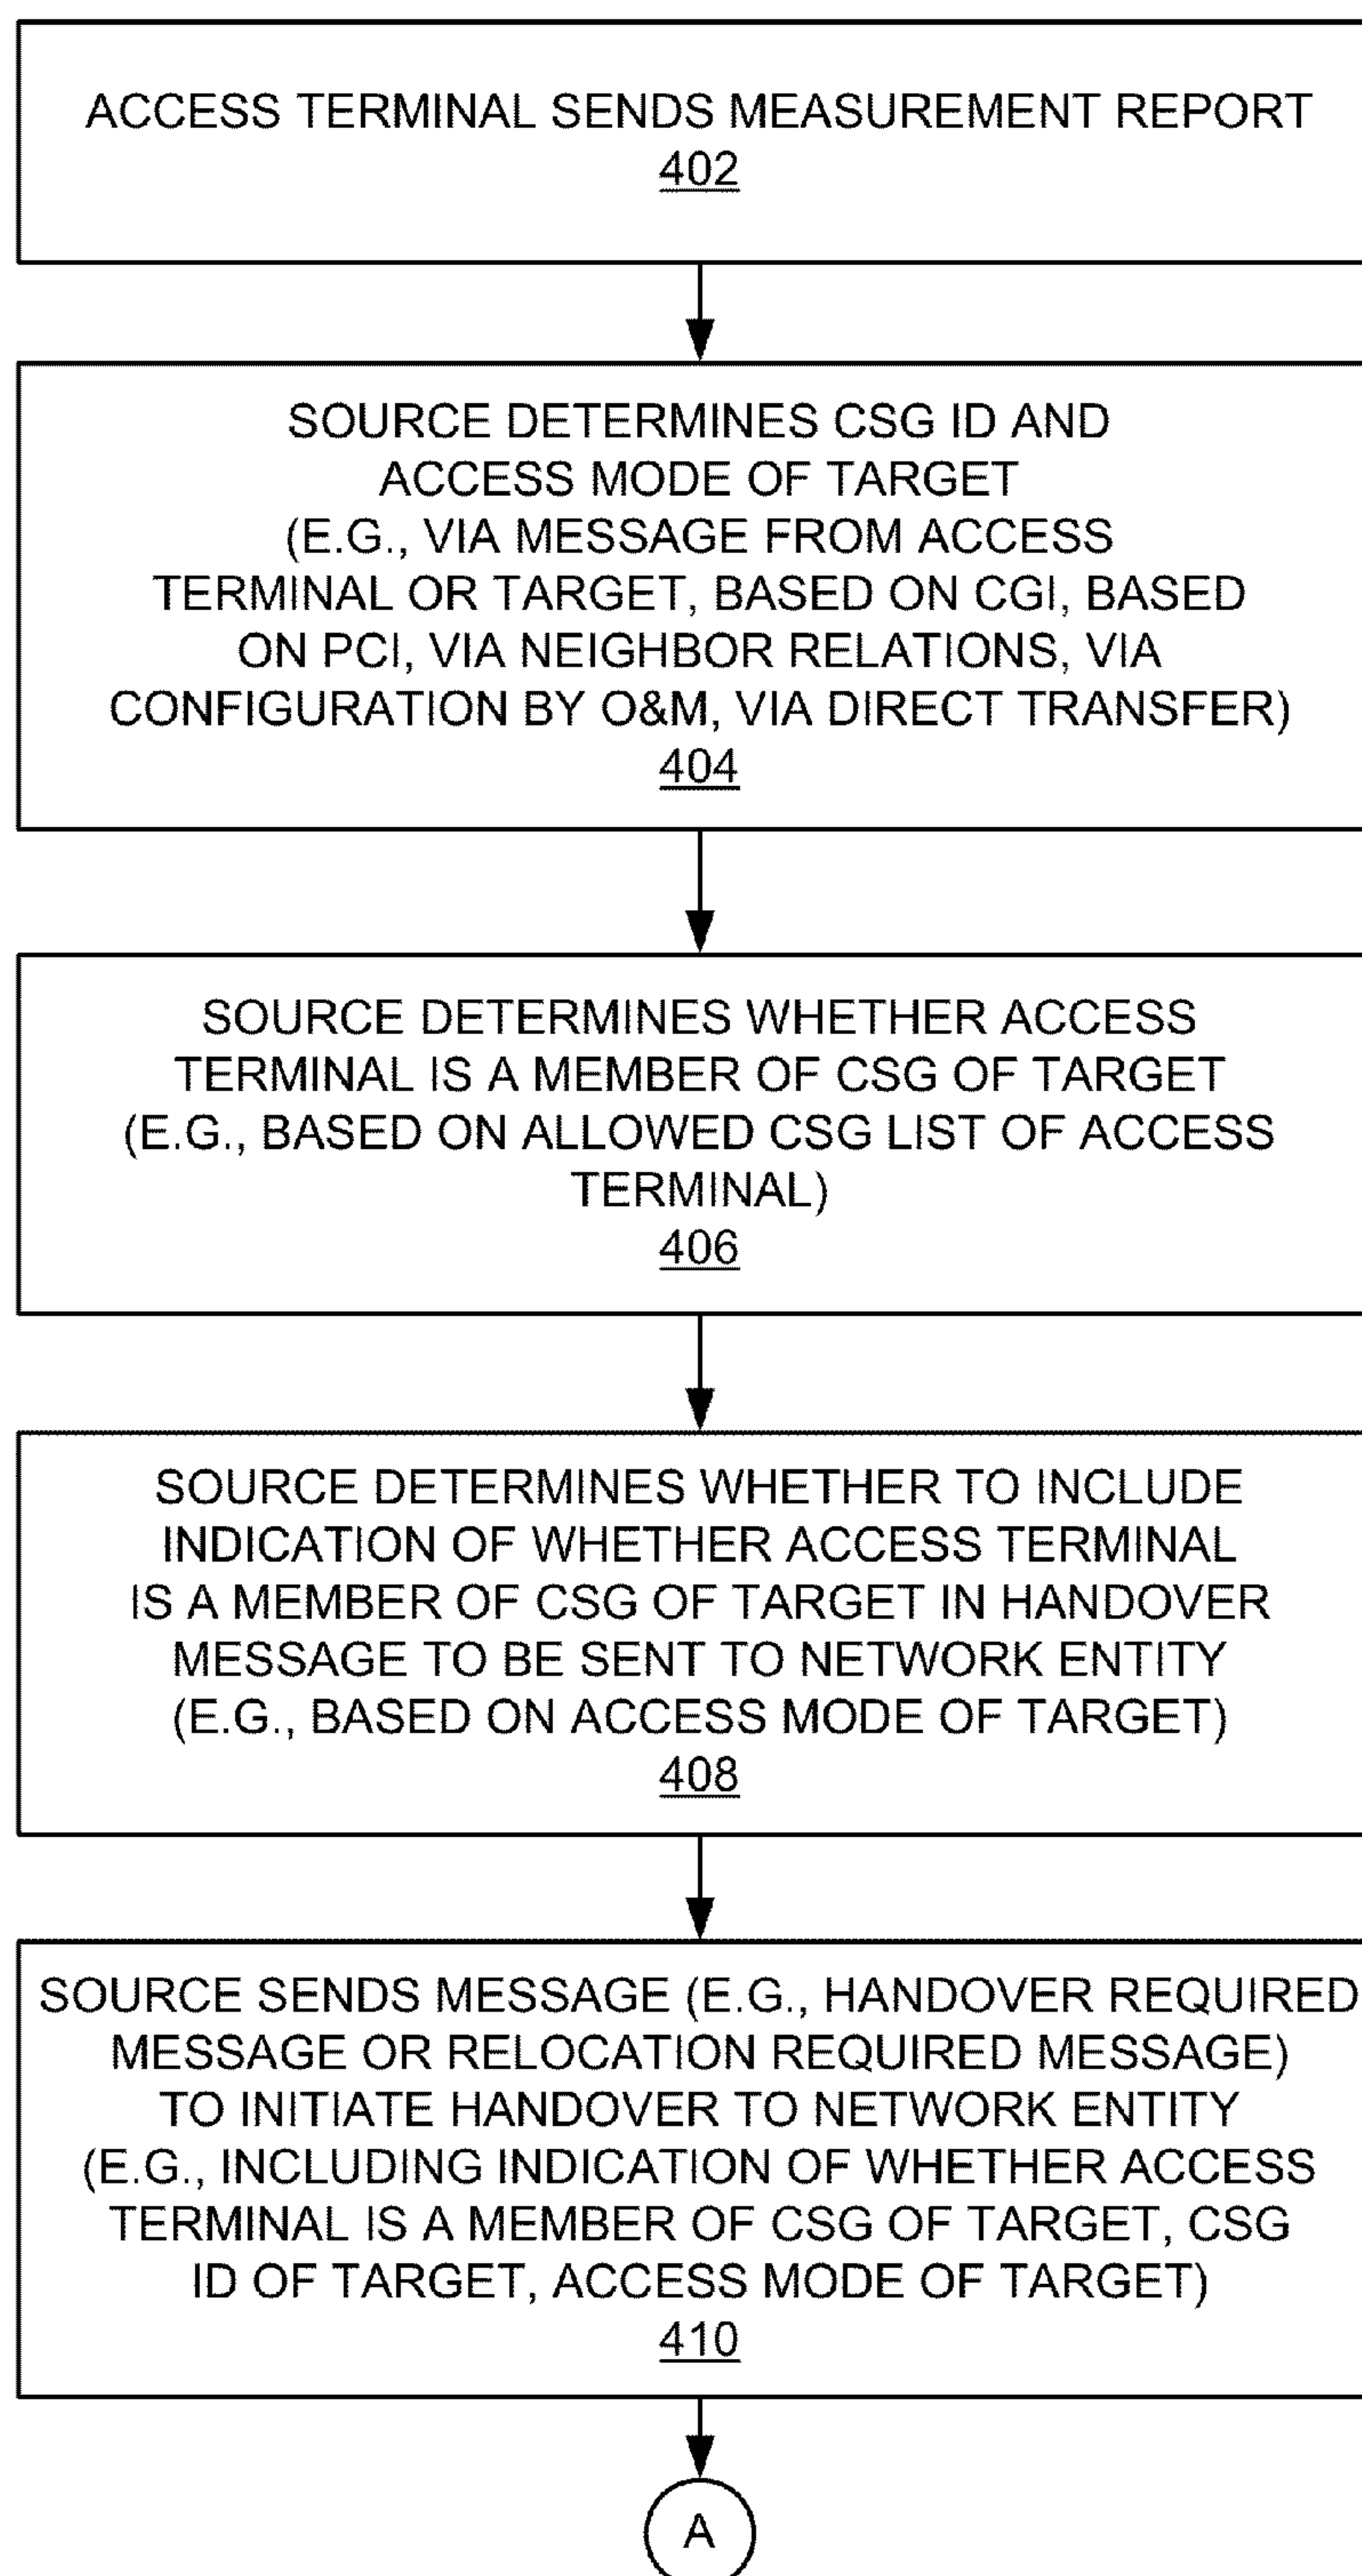 ACCESS TERMINAL SENDS MEASUREMENT REPORT
402
SOURCE DETERMINES CSG ID AND
ACCESS MODE OF TARGET
(E.G., VIA MESSAGE FROM ACCESS
TERMINAL OR TARGET, BASED ON CGI, BASED
ON PCI, VIA NEIGHBOR RELATIONS, VIA
CONFIGURATION BY O&M, VIA DIRECT TRANSFER)
404
SOURCE DETERMINES WHETHER ACCESS
TERMINAL IS A MEMBER OF CSG OF TARGET
(E.G., BASED ON ALLOWED CSG LIST OF ACCESS
TERMINAL)
406
SOURCE DETERMINES WHETHER TO INCLUDE
INDICATION OF WHETHER ACCESS TERMINAL
IS A MEMBER OF CSG OF TARGET IN HANDOVER
MESSAGE TO BE SENT TO NETWORK ENTITY
(E.G., BASED ON ACCESS MODE OF TARGET)
408
SOURCE SENDS MESSAGE (E.G., HANDOVER REQUIRED
MESSAGE OR RELOCATION REQUIRED MESSAGE)
TO INITIATE HANDOVER TO NETWORK ENTITY
(E.G., INCLUDING INDICATION OF WHETHER ACCESS
TERMINAL IS A MEMBER OF CSG OF TARGET, CSG
ID OF TARGET, ACCESS MODE OF TARGET)
410
A